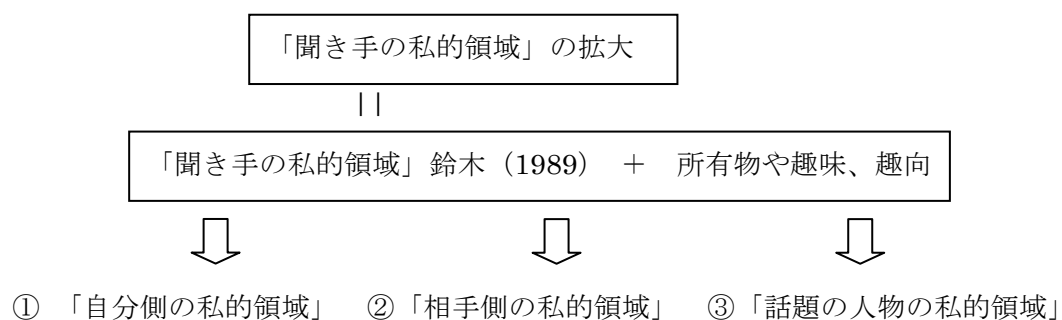 「聞き手の私的領域」の拡大
||
「聞き手の私的領域」鈴木（1989） ＋ 所有物や趣味、趣向
① 「自分側の私的領域」 ②「相手側の私的領域」 ③「話題の人物の私的領域」